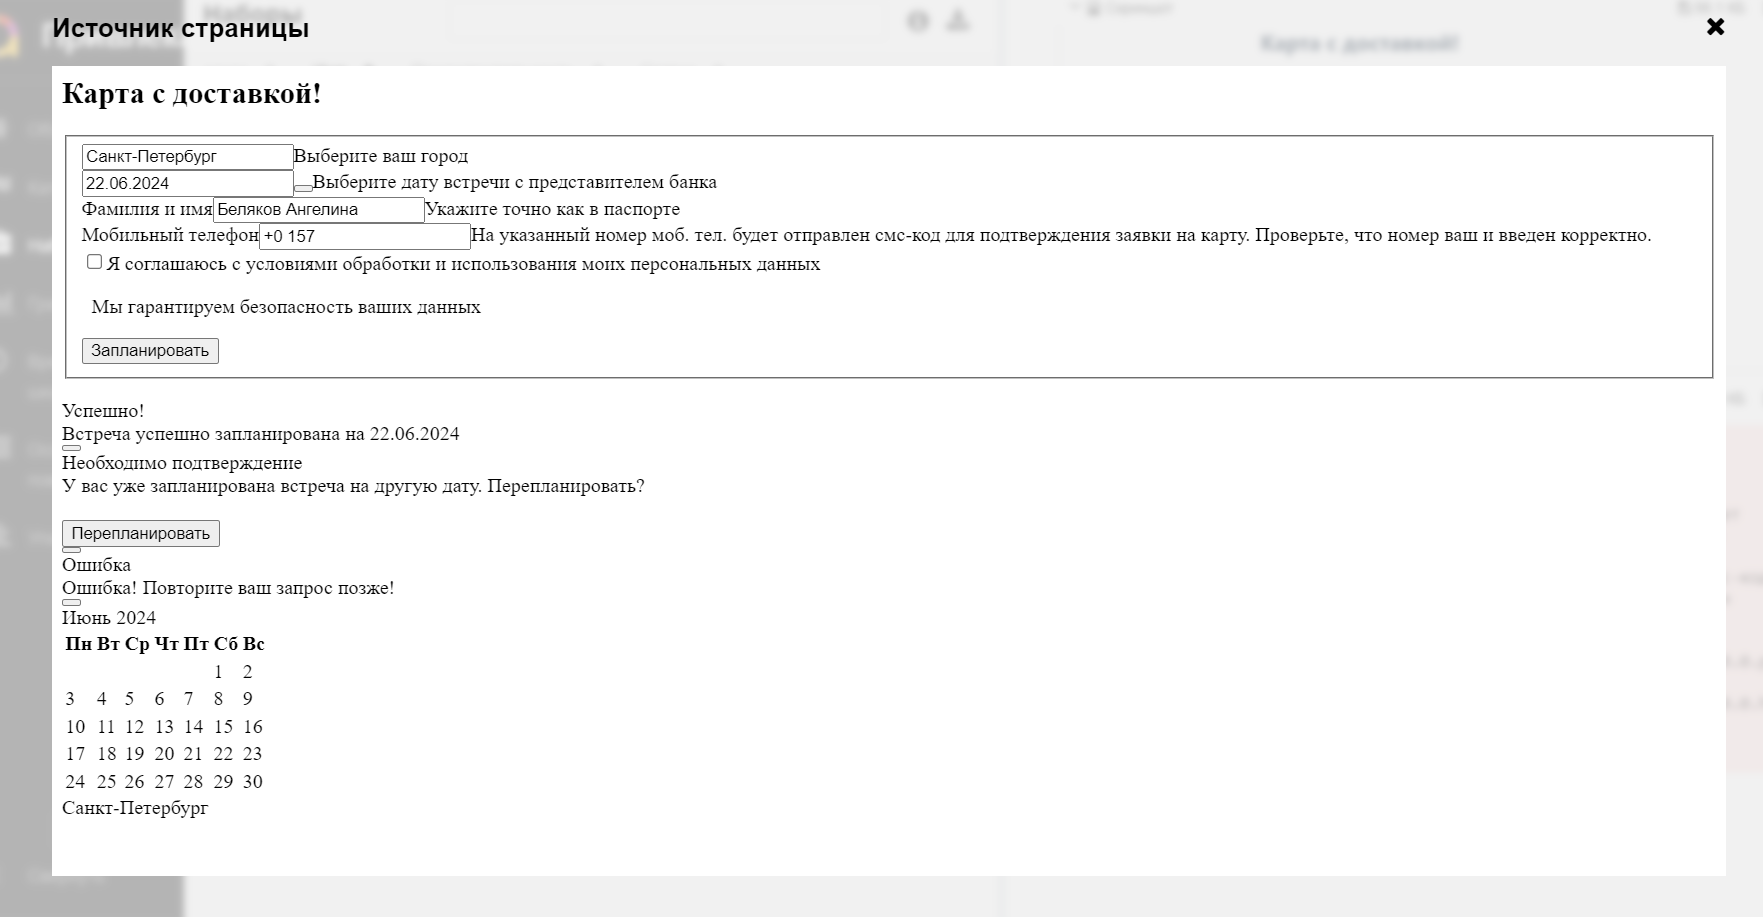 Наборы
Карта с доставкой!
Источник страницы
Карта с доставкой!
Санкт-Петербург Выберите ваш город
22.06.2024 Выберите дату встречи с представителем банка
Фамилия и имя Беляков Ангелина Укажите точно как в паспорте
Мобильный телефон +0 157 На указанный номер моб. тел. будет отправлен смс-код для подтверждения заявки на карту. Проверьте, что номер ваш и введен корректно.
Я соглашаюсь с условиями обработки и использования моих персональных данных
Мы гарантируем безопасность ваших данных
Запланировать
Успешно!
Встреча успешно запланирована на 22.06.2024
Необходимо подтверждение
У вас уже запланирована встреча на другую дату. Перепланировать?
Перепланировать
Ошибка
Ошибка! Повторите ваш запрос позже!
Июнь 2024
Пн Вт Ср Чт Пт Сб Вс
1 2
3 4 5 6 7 8 9
10 11 12 13 14 15 16
17 18 19 20 21 22 23
24 25 26 27 28 29 30
Санкт-Петербург